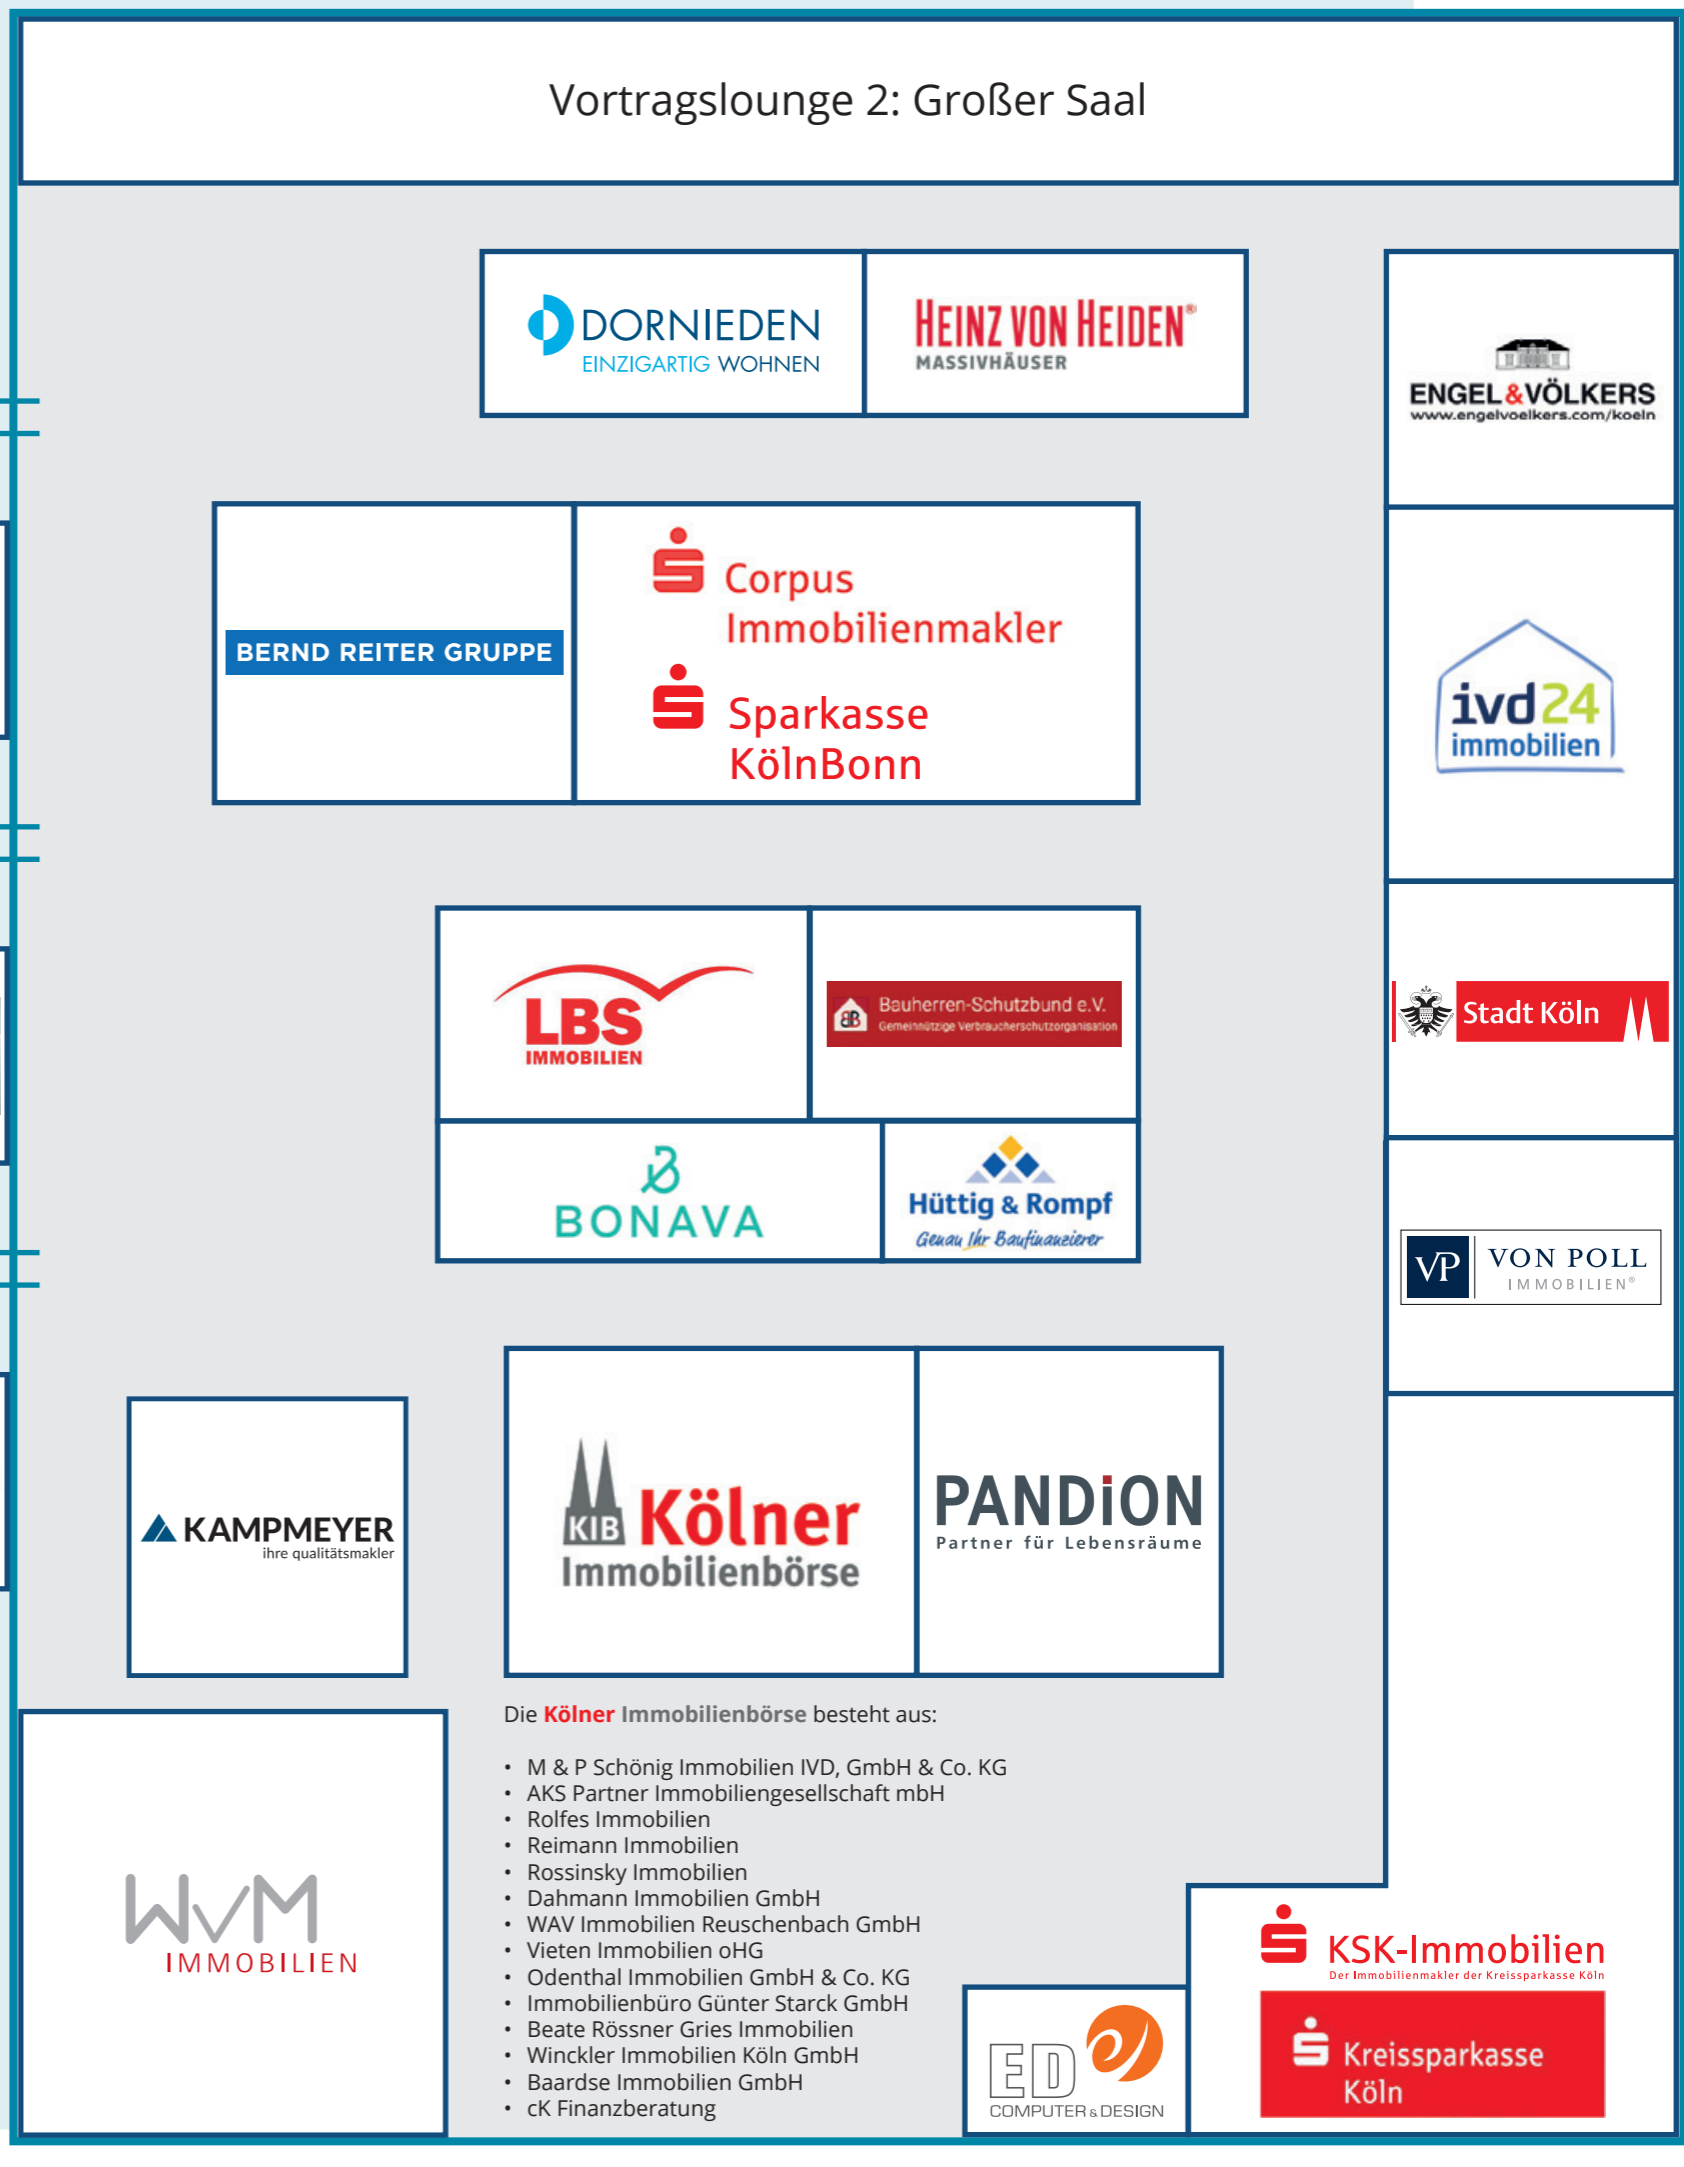 Vortragslounge 2: Großer Saal
DORNIEDEN
EINZIGARTIG WOHNEN
HEINZ VON HEIDEN®
MASSIVHÄUSER
ENGEL&VÖLKERS
www.engelvoelkers.com/koeln
BERND REITER GRUPPE
Corpus
Immobilienmakler
Sparkasse
KölnBonn
ivd24
immobilien
LBS
IMMOBILIEN
Bauherren-Schutzbund e.V.
Gemeinnützige Verbraucherschutzorganisation
Stadt Köln
BONAVA
Hüttig & Rompf
Genau Ihr Baufinanzierer
VP VON POLL
IMMOBILIEN®
KAMPMEYER
ihre qualitätsmakler
KIB Kölner
Immobilienbörse
PANDiON
Partner für Lebensräume
Die Kölner Immobilienbörse besteht aus:
• M & P Schönig Immobilien IVD, GmbH & Co. KG
• AKS Partner Immobiliengesellschaft mbH
• Rolfes Immobilien
• Reimann Immobilien
• Rossinsky Immobilien
• Dahmann Immobilien GmbH
• WAV Immobilien Reuschenbach GmbH
• Vieten Immobilien oHG
• Odenthal Immobilien GmbH & Co. KG
• Immobilienbüro Günter Starck GmbH
• Beate Rössner Gries Immobilien
• Winckler Immobilien Köln GmbH
• Baardse Immobilien GmbH
• cK Finanzberatung
WvM
IMMOBILIEN
ED
COMPUTER & DESIGN
KSK-Immobilien
Der Immobilienmakler der Kreissparkasse Köln
Kreissparkasse
Köln